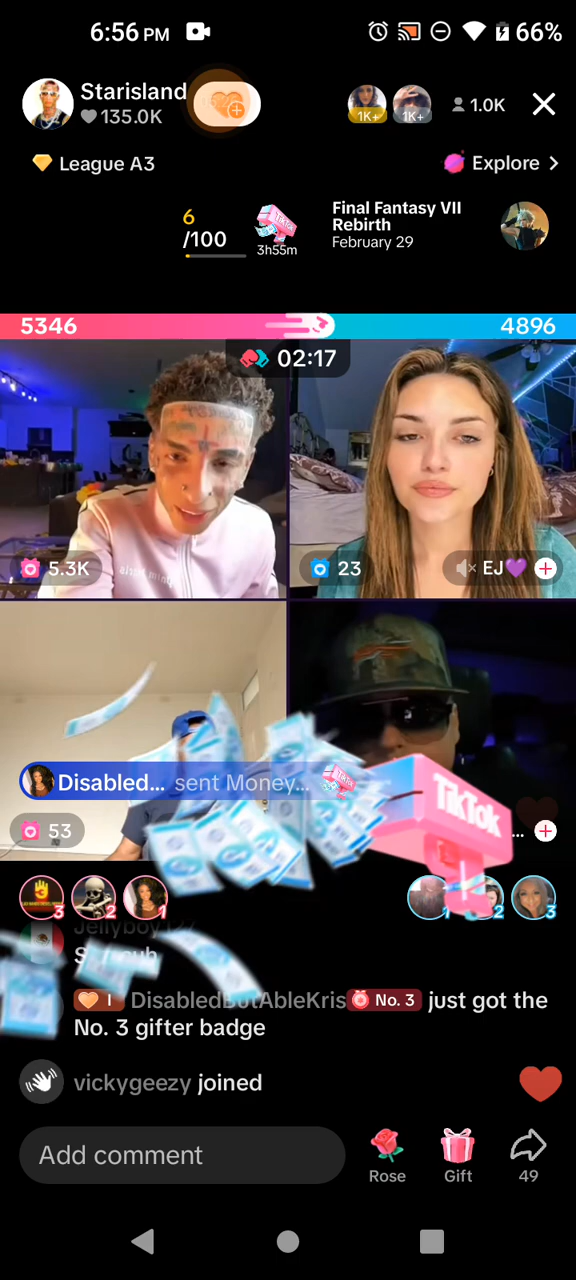 6:56 PM
66%
Starisland
135.0K
1K+
1K+
1.0K
League A3
Explore >
6
/100
TikTok
3h55m
Final Fantasy VII
Rebirth
February 29
5346
4896
02:17
5.3K
23
EJ💜
Disabled... sent Money...
TikTok
53
...
3
2
1
1
2
3
Jellyboy
I DisabledButAbleKris No. 3 just got the
No. 3 gifter badge
vickygeezy joined
Add comment
Rose
Gift
49